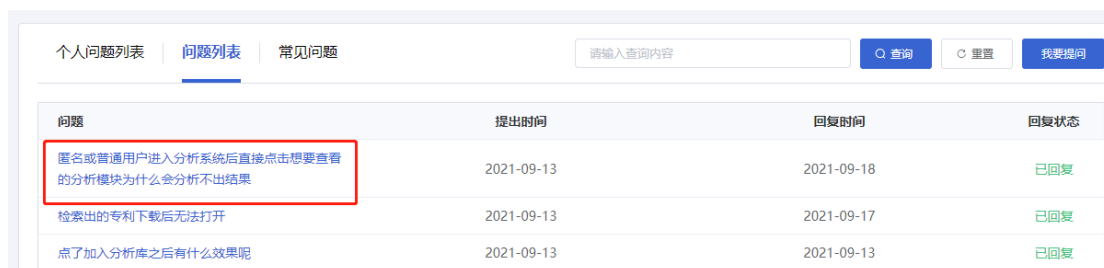 个人问题列表 问题列表 常见问题 请输入查询内容 查询 重置 我要提问
问题 提出时间 回复时间 回复状态
匿名或普通用户进入分析系统后直接点击想要查看
的分析模块为什么会分析不出结果 2021-09-13 2021-09-18 已回复
检索出的专利下载后无法打开 2021-09-13 2021-09-17 已回复
点了加入分析库之后有什么效果呢 2021-09-13 2021-09-13 已回复